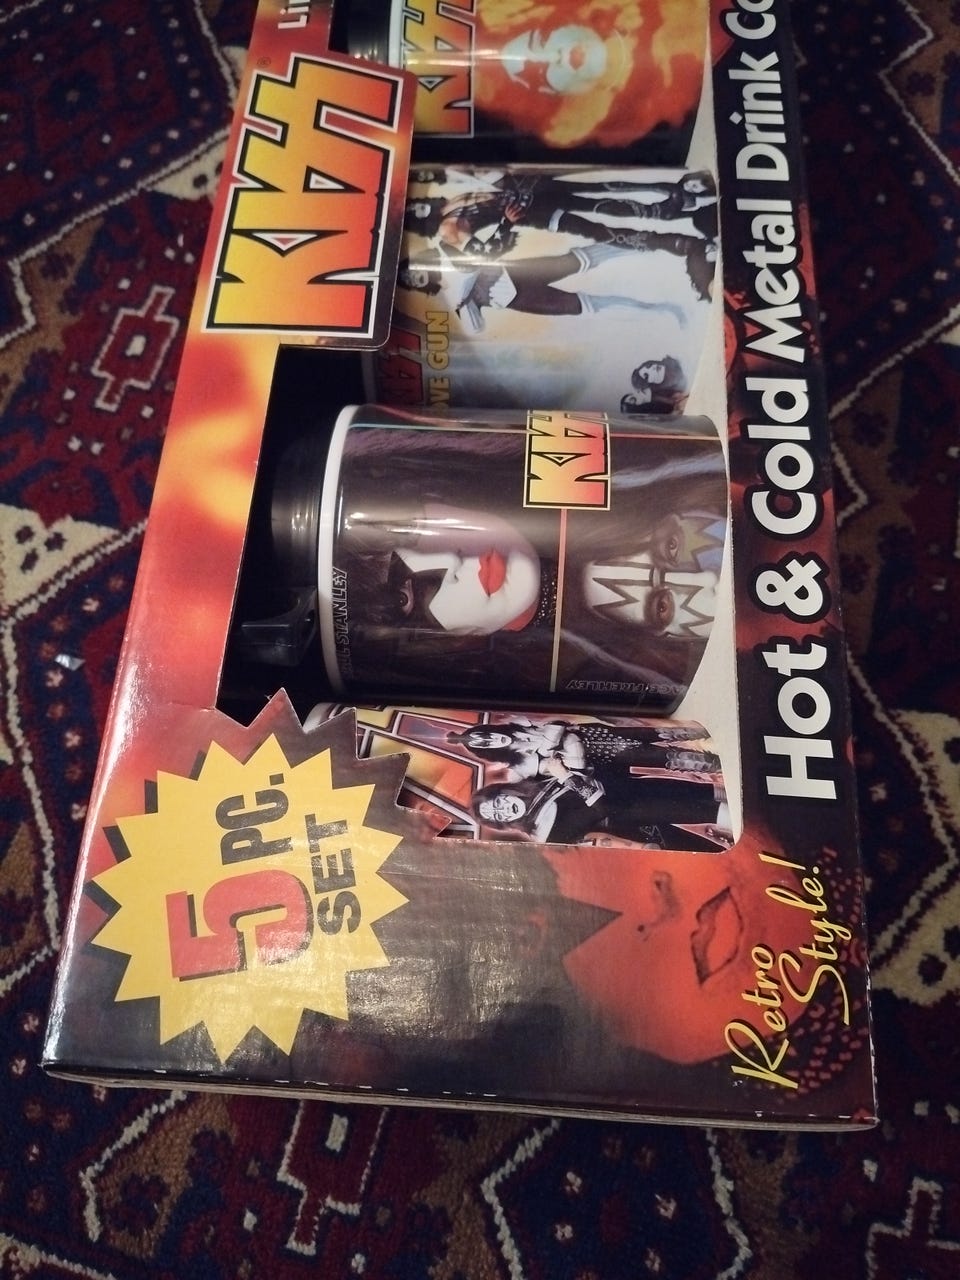 Li
KISS
®
KISS
KISS
LOVE GUN
KISS
PAUL STANLEY
ACE FREHLEY
5 PC.
SET
Hot & Cold Metal Drink Co
Retro
Style!